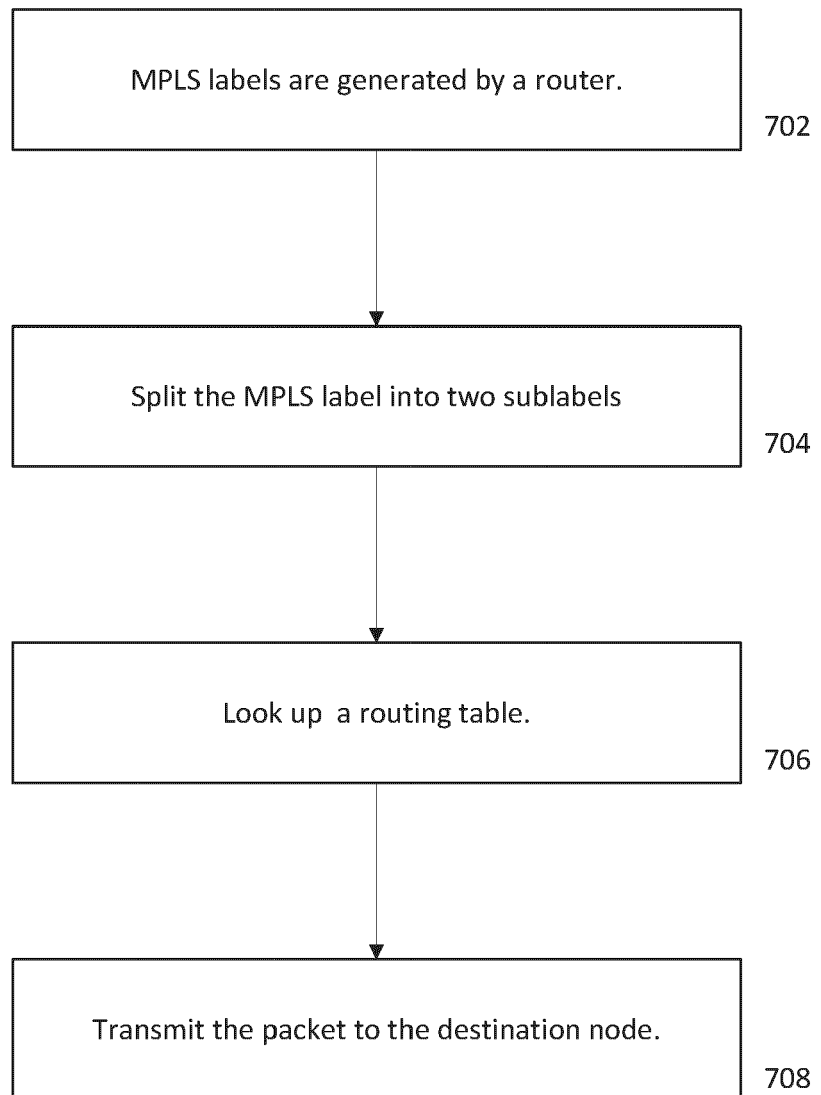 MPLS labels are generated by a router.
702
Split the MPLS label into two sublabels
704
Look up a routing table.
706
Transmit the packet to the destination node.
708